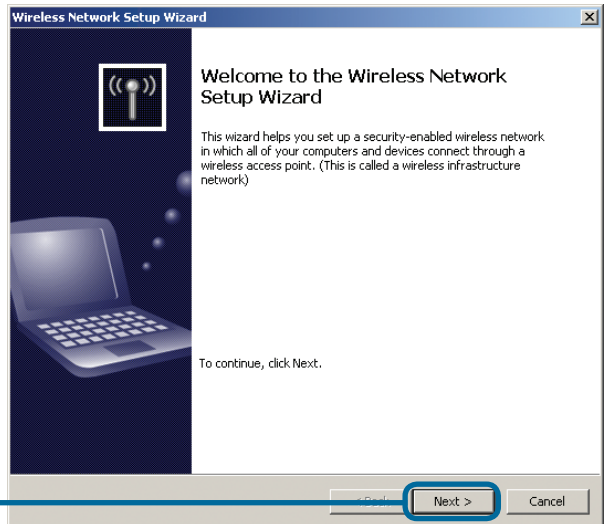 Wireless Network Setup Wizard
Welcome to the Wireless Network
Setup Wizard
This wizard helps you set up a security-enabled wireless network
in which all of your computers and devices connect through a
wireless access point. (This is called a wireless infrastructure
network)
To continue, click Next.
< Back
Next >
Cancel